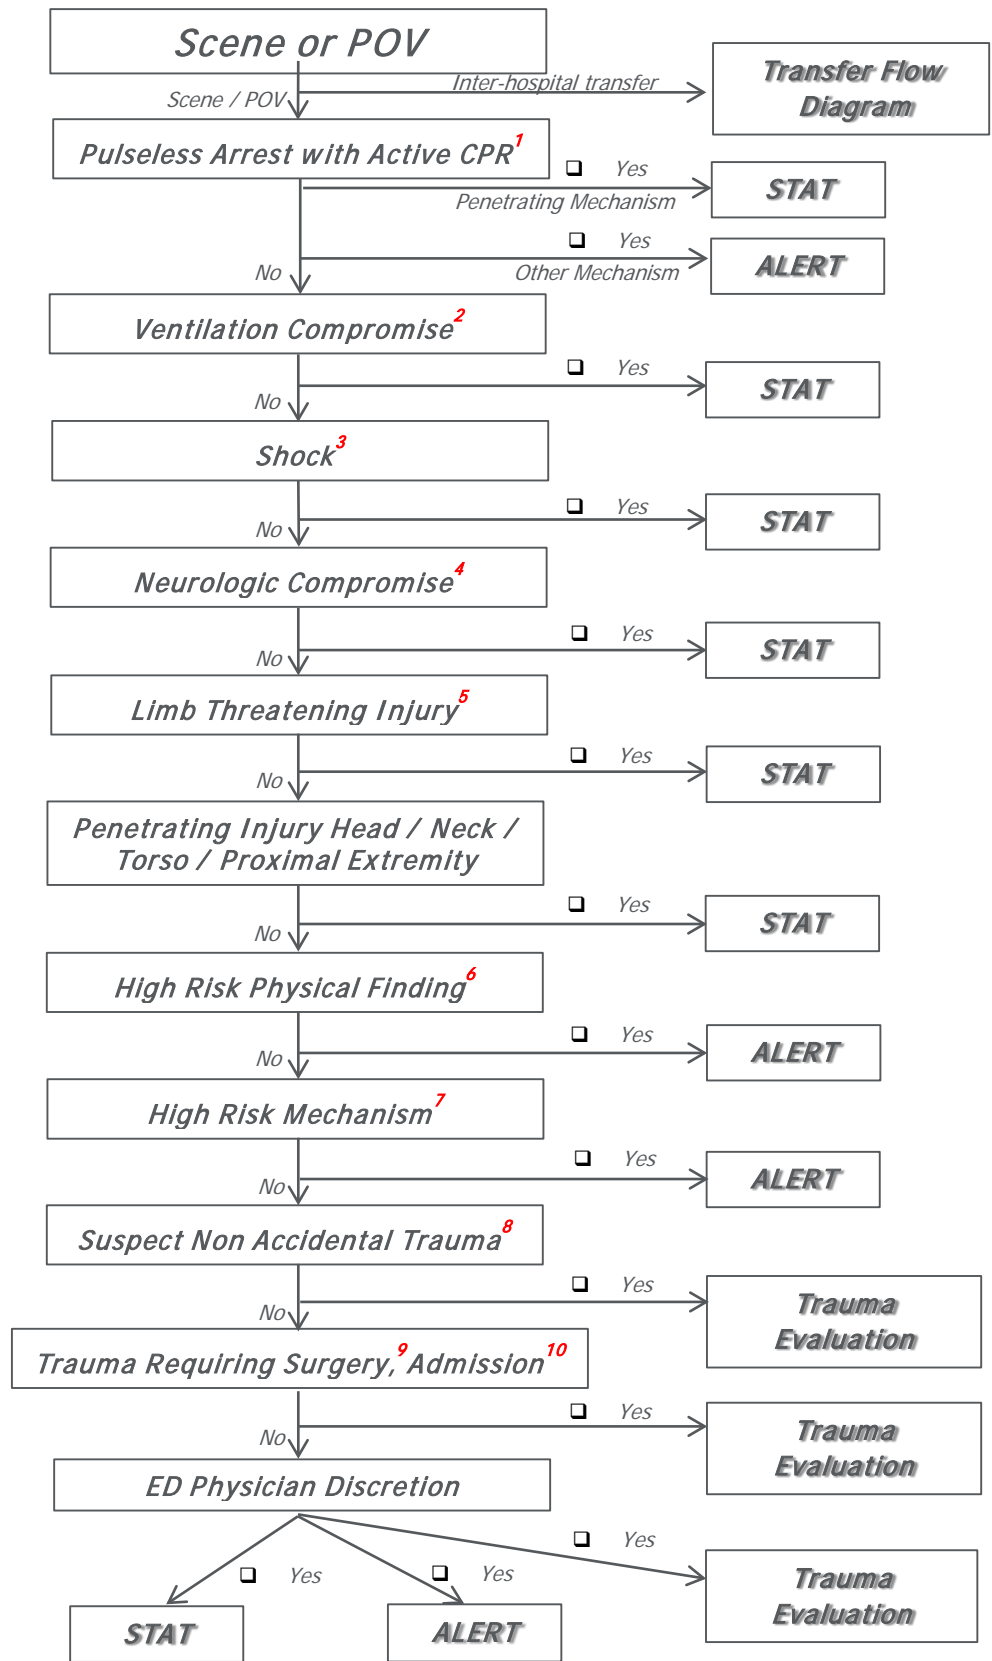 Scene or POV
Inter-hospital transfer
Transfer Flow
Diagram
Scene / POV
Pulseless Arrest with Active CPR1
❑ Yes
Penetrating Mechanism
STAT
❑ Yes
Other Mechanism
ALERT
No
Ventilation Compromise2
❑ Yes
STAT
No
Shock3
❑ Yes
STAT
No
Neurologic Compromise4
❑ Yes
STAT
No
Limb Threatening Injury5
❑ Yes
STAT
No
Penetrating Injury Head / Neck /
Torso / Proximal Extremity
❑ Yes
STAT
No
High Risk Physical Finding6
❑ Yes
ALERT
No
High Risk Mechanism7
❑ Yes
ALERT
No
Suspect Non Accidental Trauma8
❑ Yes
Trauma
Evaluation
No
Trauma Requiring Surgery,9 Admission10
❑ Yes
Trauma
Evaluation
No
ED Physician Discretion
❑ Yes
STAT
❑ Yes
ALERT
❑ Yes
Trauma
Evaluation